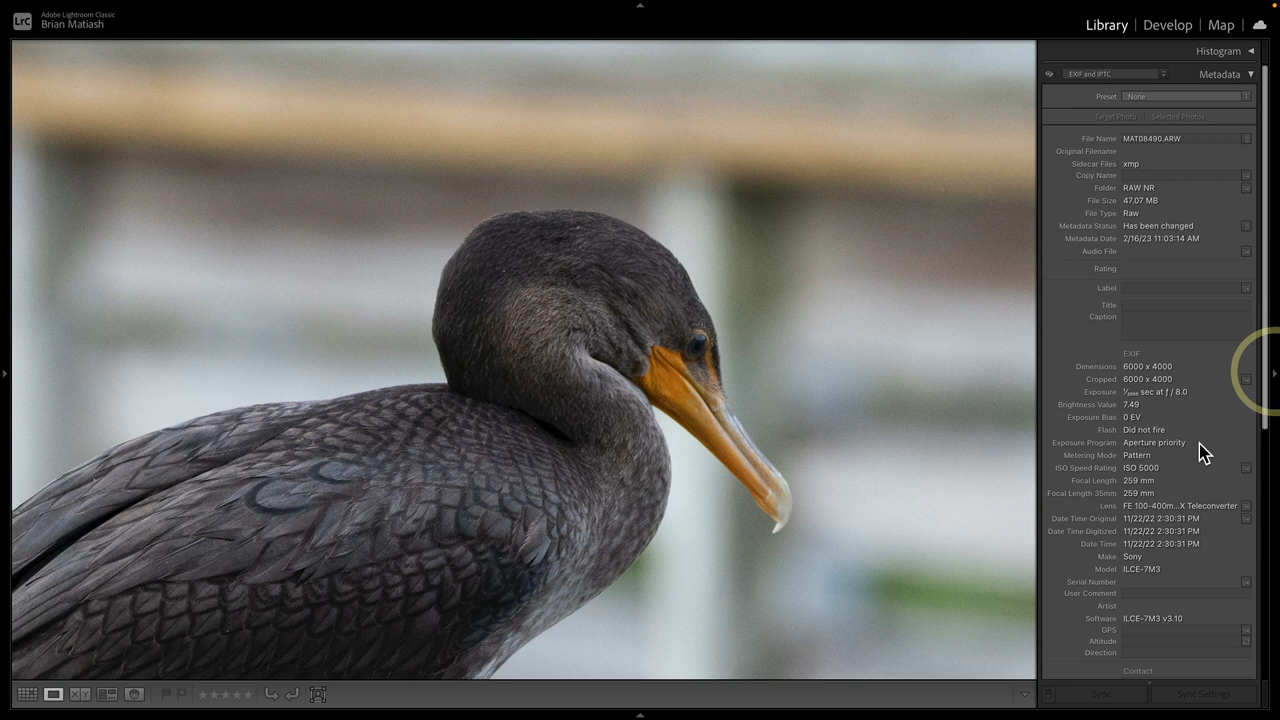 LrC
Adobe Lightroom Classic
Brian Matiash
Library | Develop | Map
Histogram
EXIF and IPTC
Metadata
Preset None
Target Photo | Selected Photos
File Name MAT08490.ARW
Original Filename
Sidecar Files xmp
Copy Name
Folder RAW NR
File Size 47.07 MB
File Type Raw
Metadata Status Has been changed
Metadata Date 2/16/23 11:03:14 AM
Audio File
Rating
Label
Title
Caption
EXIF
Dimensions 6000 x 4000
Cropped 6000 x 4000
Exposure sec at ƒ / 8.0
Brightness Value 7.49
Exposure Bias 0 EV
Flash Did not fire
Exposure Program Aperture priority
Metering Mode Pattern
ISO Speed Rating ISO 5000
Focal Length 259 mm
Focal Length 35mm 259 mm
Lens FE 100-400m...X Teleconverter
Date Time Original 11/22/22 2:30:31 PM
Date Time Digitized 11/22/22 2:30:31 PM
Date Time 11/22/22 2:30:31 PM
Make Sony
Model ILCE-7M3
Serial Number
User Comment
Artist
Software ILCE-7M3 v3.10
GPS
Altitude
Direction
Contact
XY
Sync
Sync Settings